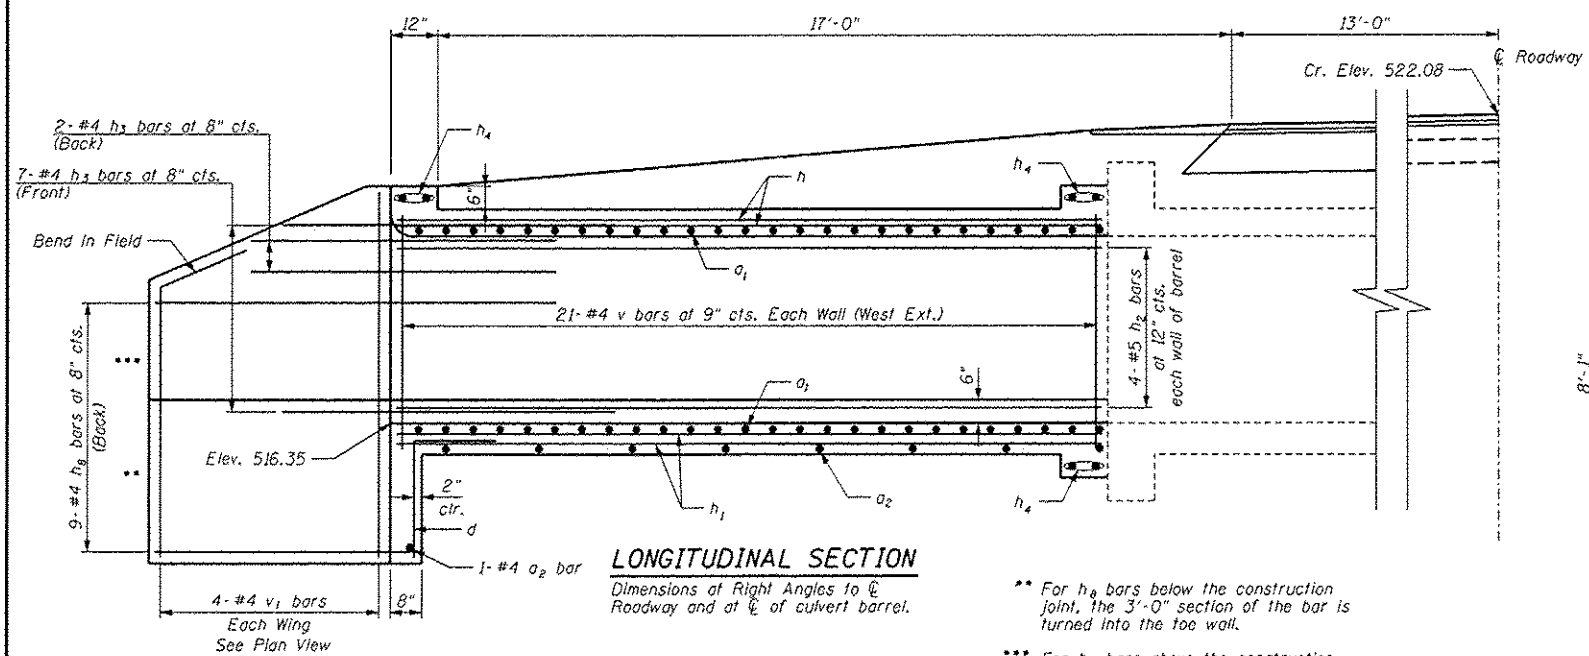 12"
17'-0"
13'-0"
℄ Roadway
Cr. Elev. 522.08
2- #4 h₃ bars at 8" cts.
(Back)
h₄
7- #4 h₃ bars at 8" cts.
(Front)
6"
h
h₄
Bend in Field
a₁
21- #4 v bars at 9" cts. Each Wall (West Ext.)
4- #5 h₂ bars
at 12" cts.
each wall of barrel
***
9- #4 h₈ bars at 8" cts.
(Back)
**
a₁
6"
8'-1"
Elev. 516.35
2"
clr.
h₁
a₂
h₄
d
1- #4 a₂ bar
LONGITUDINAL SECTION
Dimensions at Right Angles to ℄
Roadway and at ℄ of culvert barrel.
4- #4 v₁ bars
Each Wing
See Plan View
8"
** For h₈ bars below the construction
joint, the 3'-0" section of the bar is
turned into the toe wall.